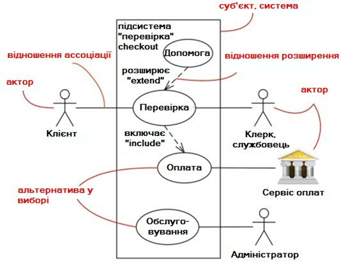 суб'єкт, система
підсистема
"перевірка"
checkout
Допомога
відношення ассоціації
відношення розширення
розширює
"extend"
актор
актор
Перевірка
Клієнт
Клерк,
службовець
включає
"include"
Оплата
Сервіс оплат
альтернатива у
виборі
Обслуго-
вування
Адміністратор